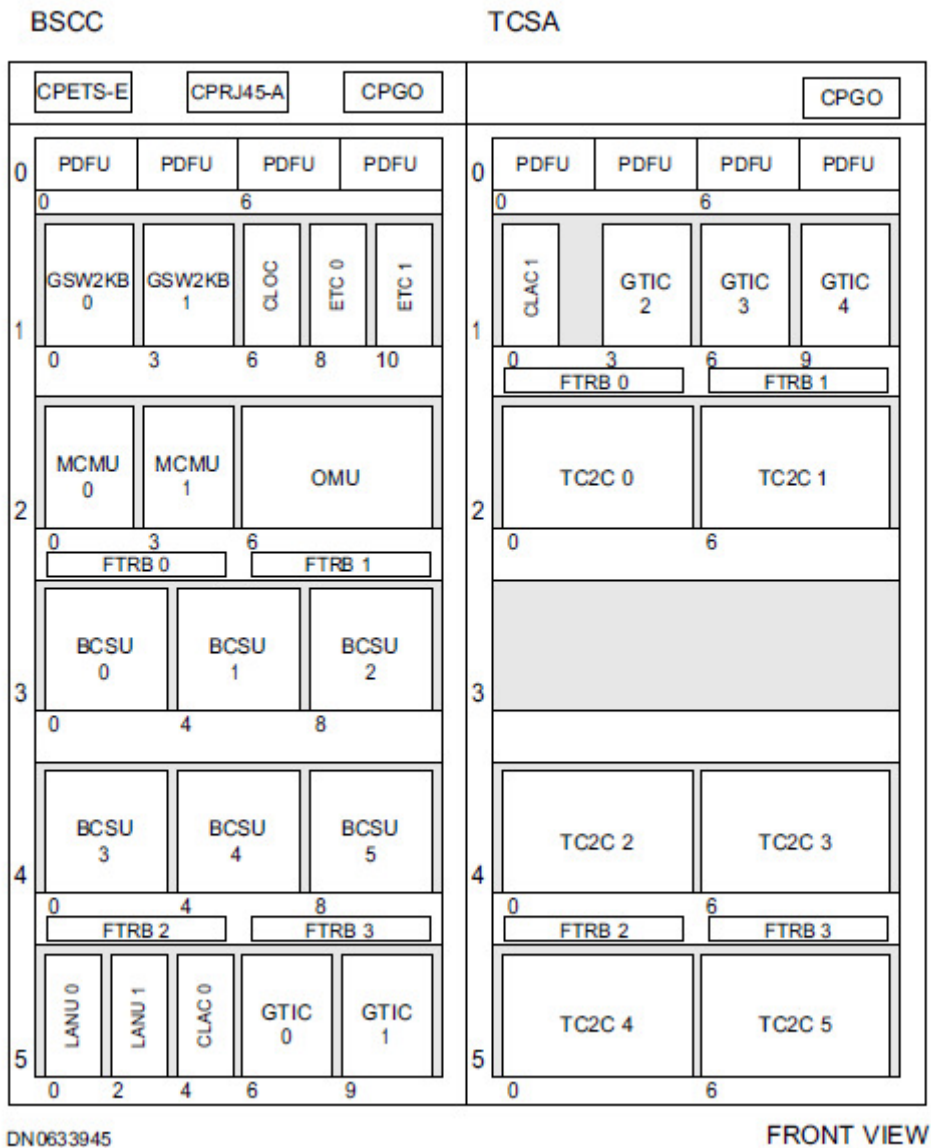 BSCC TCSA
CPETS-E CPRJ45-A CPGO CPGO
0 PDFU PDFU PDFU PDFU 0 PDFU PDFU PDFU PDFU
0 6 0 6
GSW2KB 0 GSW2KB 1 CLOC ETC 0 ETC 1 CLAC 1 GTIC 2 GTIC 3 GTIC 4
1 1
0 3 6 8 10 0 3 6 9
FTRB 0 FTRB 1
MCMU 0 MCMU 1 OMU TC2C 0 TC2C 1
2 2
0 3 6 0 6
FTRB 0 FTRB 1
BCSU 0 BCSU 1 BCSU 2
3 3
0 4 8
BCSU 3 BCSU 4 BCSU 5 TC2C 2 TC2C 3
4 4
0 4 8 0 6
FTRB 2 FTRB 3 FTRB 2 FTRB 3
LANU 0 LANU 1 CLAC 0 GTIC 0 GTIC 1 TC2C 4 TC2C 5
5 5
0 2 4 6 9 0 6
DN0633945 FRONT VIEW